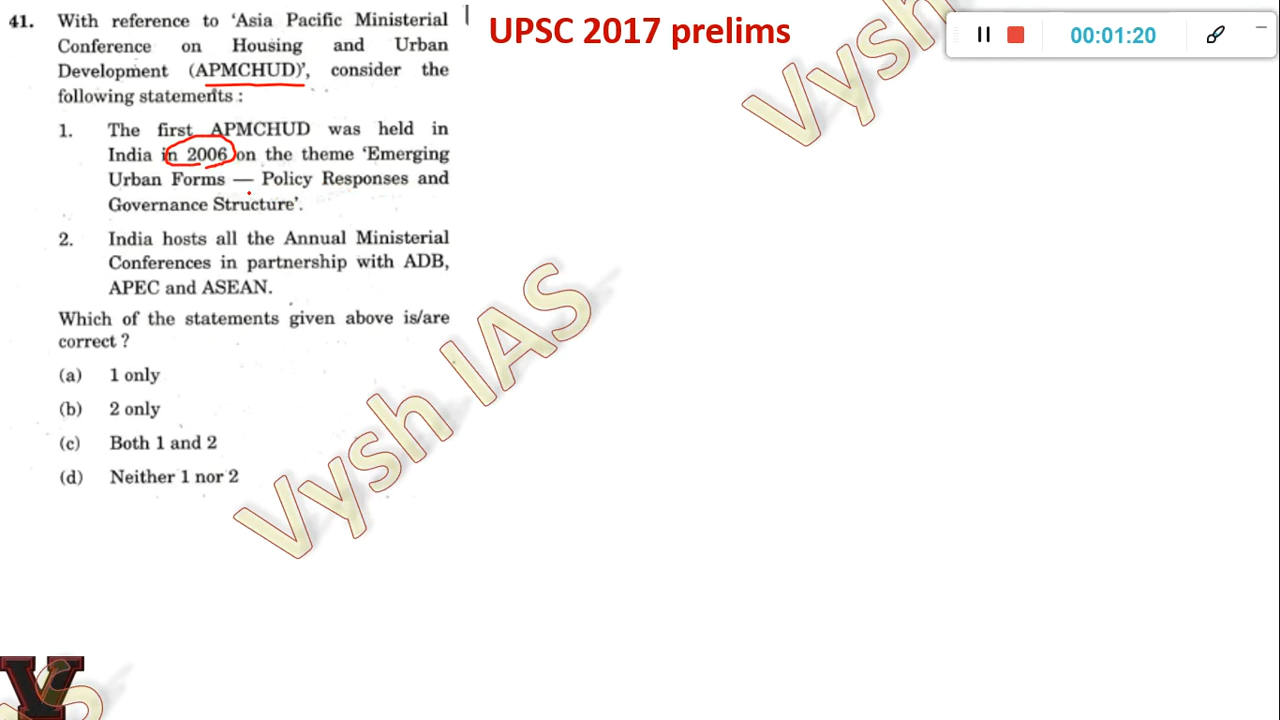 41. With reference to 'Asia Pacific Ministerial
Conference on Housing and Urban
Development (APMCHUD)', consider the
following statements :
1. The first APMCHUD was held in
India in 2006 on the theme 'Emerging
Urban Forms — Policy Responses and
Governance Structure'.
2. India hosts all the Annual Ministerial
Conferences in partnership with ADB,
APEC and ASEAN.
Which of the statements given above is/are
correct ?
(a) 1 only
(b) 2 only
(c) Both 1 and 2
(d) Neither 1 nor 2
UPSC 2017 prelims
00:01:20
Vysh
Vysh IAS
V
S